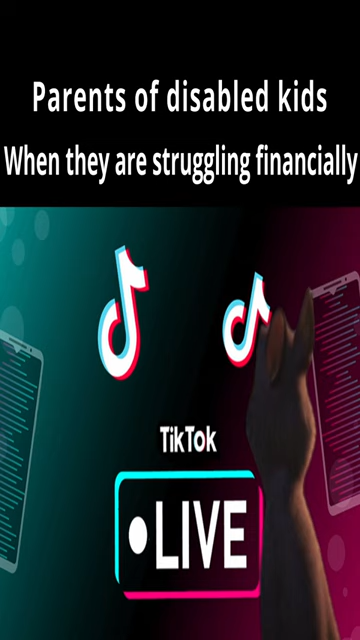 Parents of disabled kids
When they are struggling financially
TikTok
LIVE